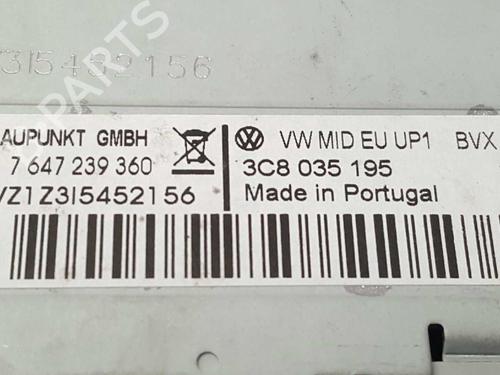 3I5452156
AUPUNKT GMBH
7 647 239 360
VZ1Z3I5452156
VW MID EU UP1 BVX
3C8 035 195
Made in Portugal